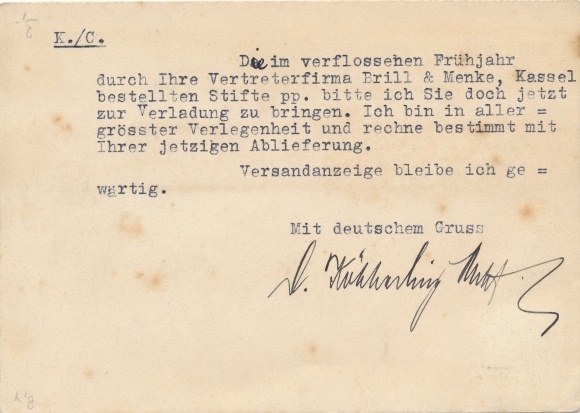 K./C.
Die im verflossehen Frühjahr
durch Ihre Vertreterfirma Brill & Menke, Kassel
bestellten Stifte pp. bitte ich Sie doch jetzt
zur Verladung zu bringen. Ich bin in aller =
grösster Verlegenheit und rechne bestimmt mit
Ihrer jetzigen Ablieferung.
Versandanzeige bleibe ich ge =
wärtig.
Mit deutschem Gruss